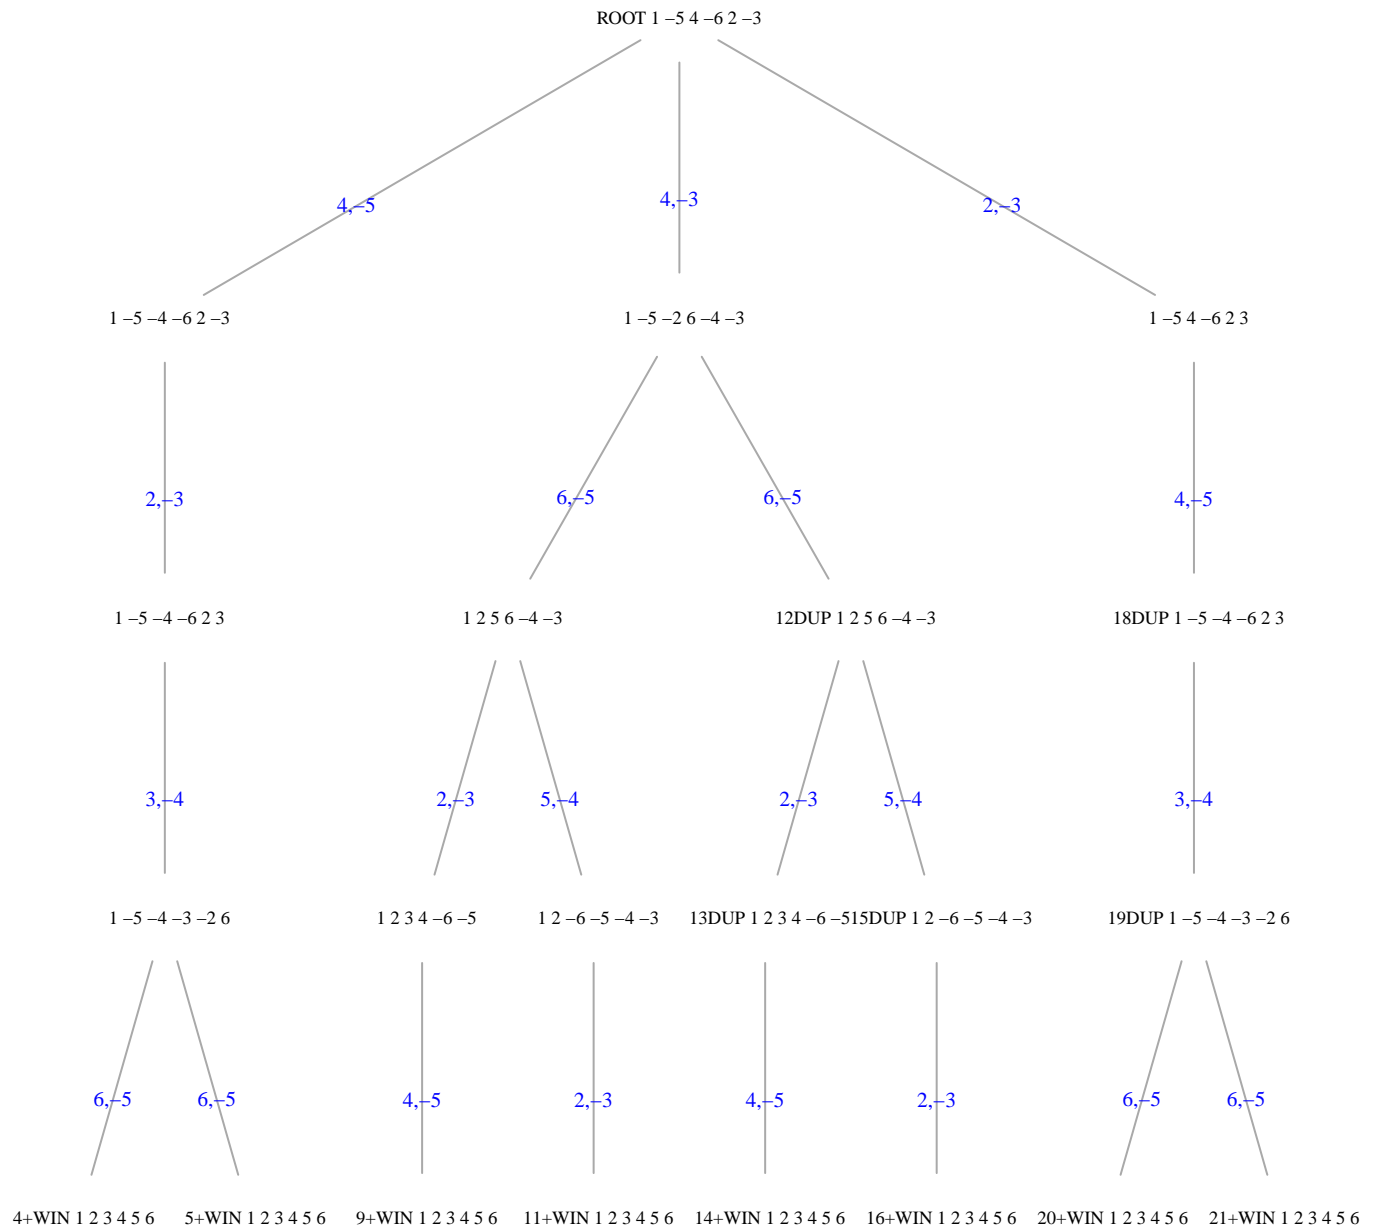 ROOT 1 –5 4 –6 2 –3
4,–5 4,–3 2,–3
1 –5 –4 –6 2 –3 1 –5 –2 6 –4 –3 1 –5 4 –6 2 3
2,–3 6,–5 6,–5 4,–5
1 –5 –4 –6 2 3 1 2 5 6 –4 –3 12DUP 1 2 5 6 –4 –3 18DUP 1 –5 –4 –6 2 3
3,–4 2,–3 5,–4 2,–3 5,–4 3,–4
1 –5 –4 –3 –2 6 1 2 3 4 –6 –5 1 2 –6 –5 –4 –3 13DUP 1 2 3 4 –6 –515DUP 1 2 –6 –5 –4 –3 19DUP 1 –5 –4 –3 –2 6
6,–5 6,–5 4,–5 2,–3 4,–5 2,–3 6,–5 6,–5
4+WIN 1 2 3 4 5 6 5+WIN 1 2 3 4 5 6 9+WIN 1 2 3 4 5 6 11+WIN 1 2 3 4 5 6 14+WIN 1 2 3 4 5 6 16+WIN 1 2 3 4 5 6 20+WIN 1 2 3 4 5 6 21+WIN 1 2 3 4 5 6